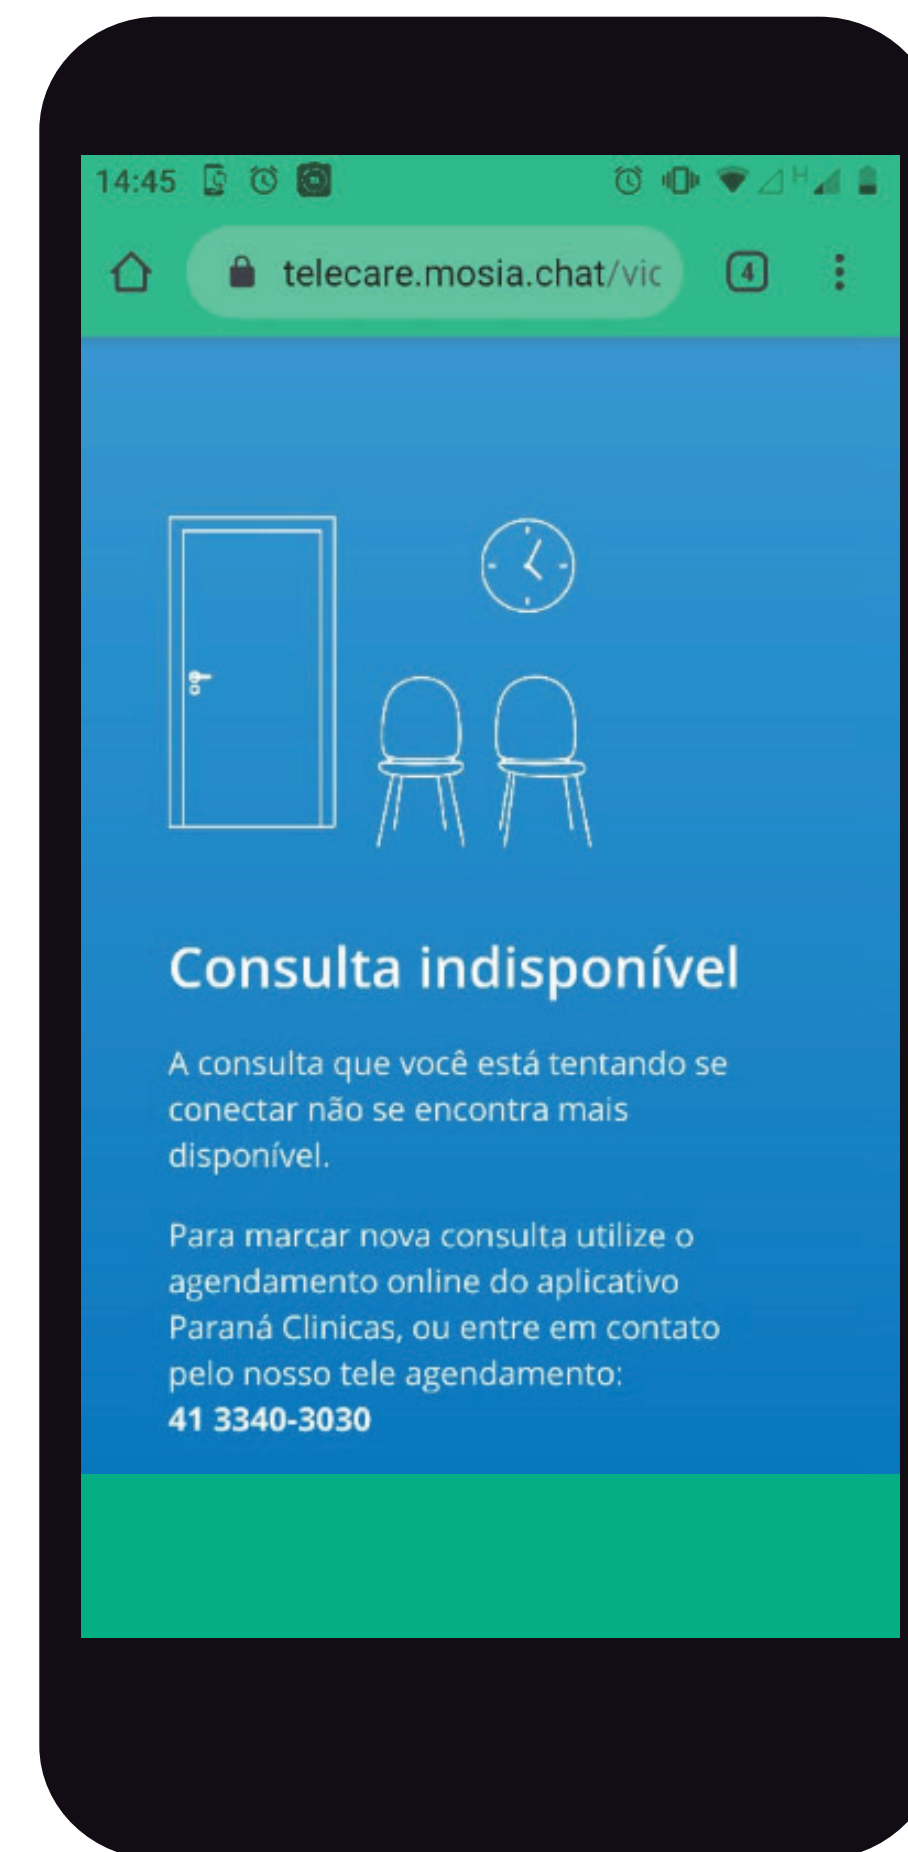 14:45
H
telecare.mosia.chat/vic
4
Consulta indisponível
A consulta que você está tentando se
conectar não se encontra mais
disponível.
Para marcar nova consulta utilize o
agendamento online do aplicativo
Paraná Clinicas, ou entre em contato
pelo nosso tele agendamento:
41 3340-3030